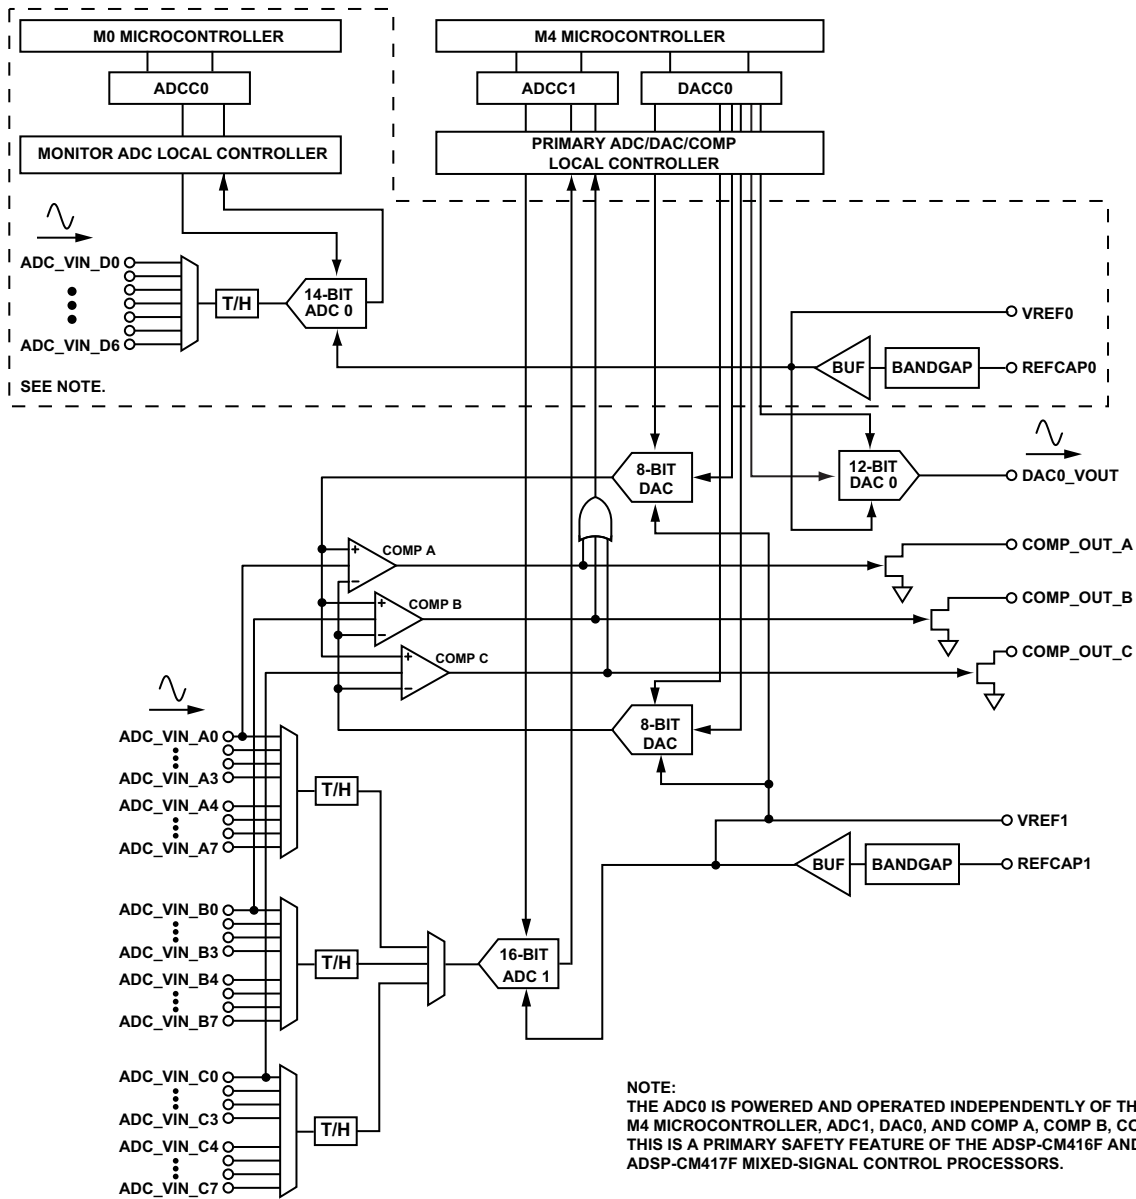 M0 MICROCONTROLLER
M4 MICROCONTROLLER
ADCC0
ADCC1
DACC0
MONITOR ADC LOCAL CONTROLLER
PRIMARY ADC/DAC/COMP
LOCAL CONTROLLER
ADC_VIN_D0
ADC_VIN_D6
T/H
14-BIT
ADC 0
SEE NOTE.
VREF0
BUF
BANDGAP
REFCAP0
8-BIT
DAC
12-BIT
DAC 0
DAC0_VOUT
+
–
COMP A
COMP_OUT_A
+
–
COMP B
COMP_OUT_B
+
–
COMP C
COMP_OUT_C
8-BIT
DAC
ADC_VIN_A0
ADC_VIN_A3
ADC_VIN_A4
ADC_VIN_A7
T/H
VREF1
BUF
BANDGAP
REFCAP1
ADC_VIN_B0
ADC_VIN_B3
ADC_VIN_B4
ADC_VIN_B7
T/H
16-BIT
ADC 1
ADC_VIN_C0
ADC_VIN_C3
ADC_VIN_C4
ADC_VIN_C7
T/H
NOTE:
THE ADC0 IS POWERED AND OPERATED INDEPENDENTLY OF
M4 MICROCONTROLLER, ADC1, DAC0, AND COMP A, COMP B,
THIS IS A PRIMARY SAFETY FEATURE OF THE ADSP-CM416F AND
ADSP-CM417F MIXED-SIGNAL CONTROL PROCESSORS.